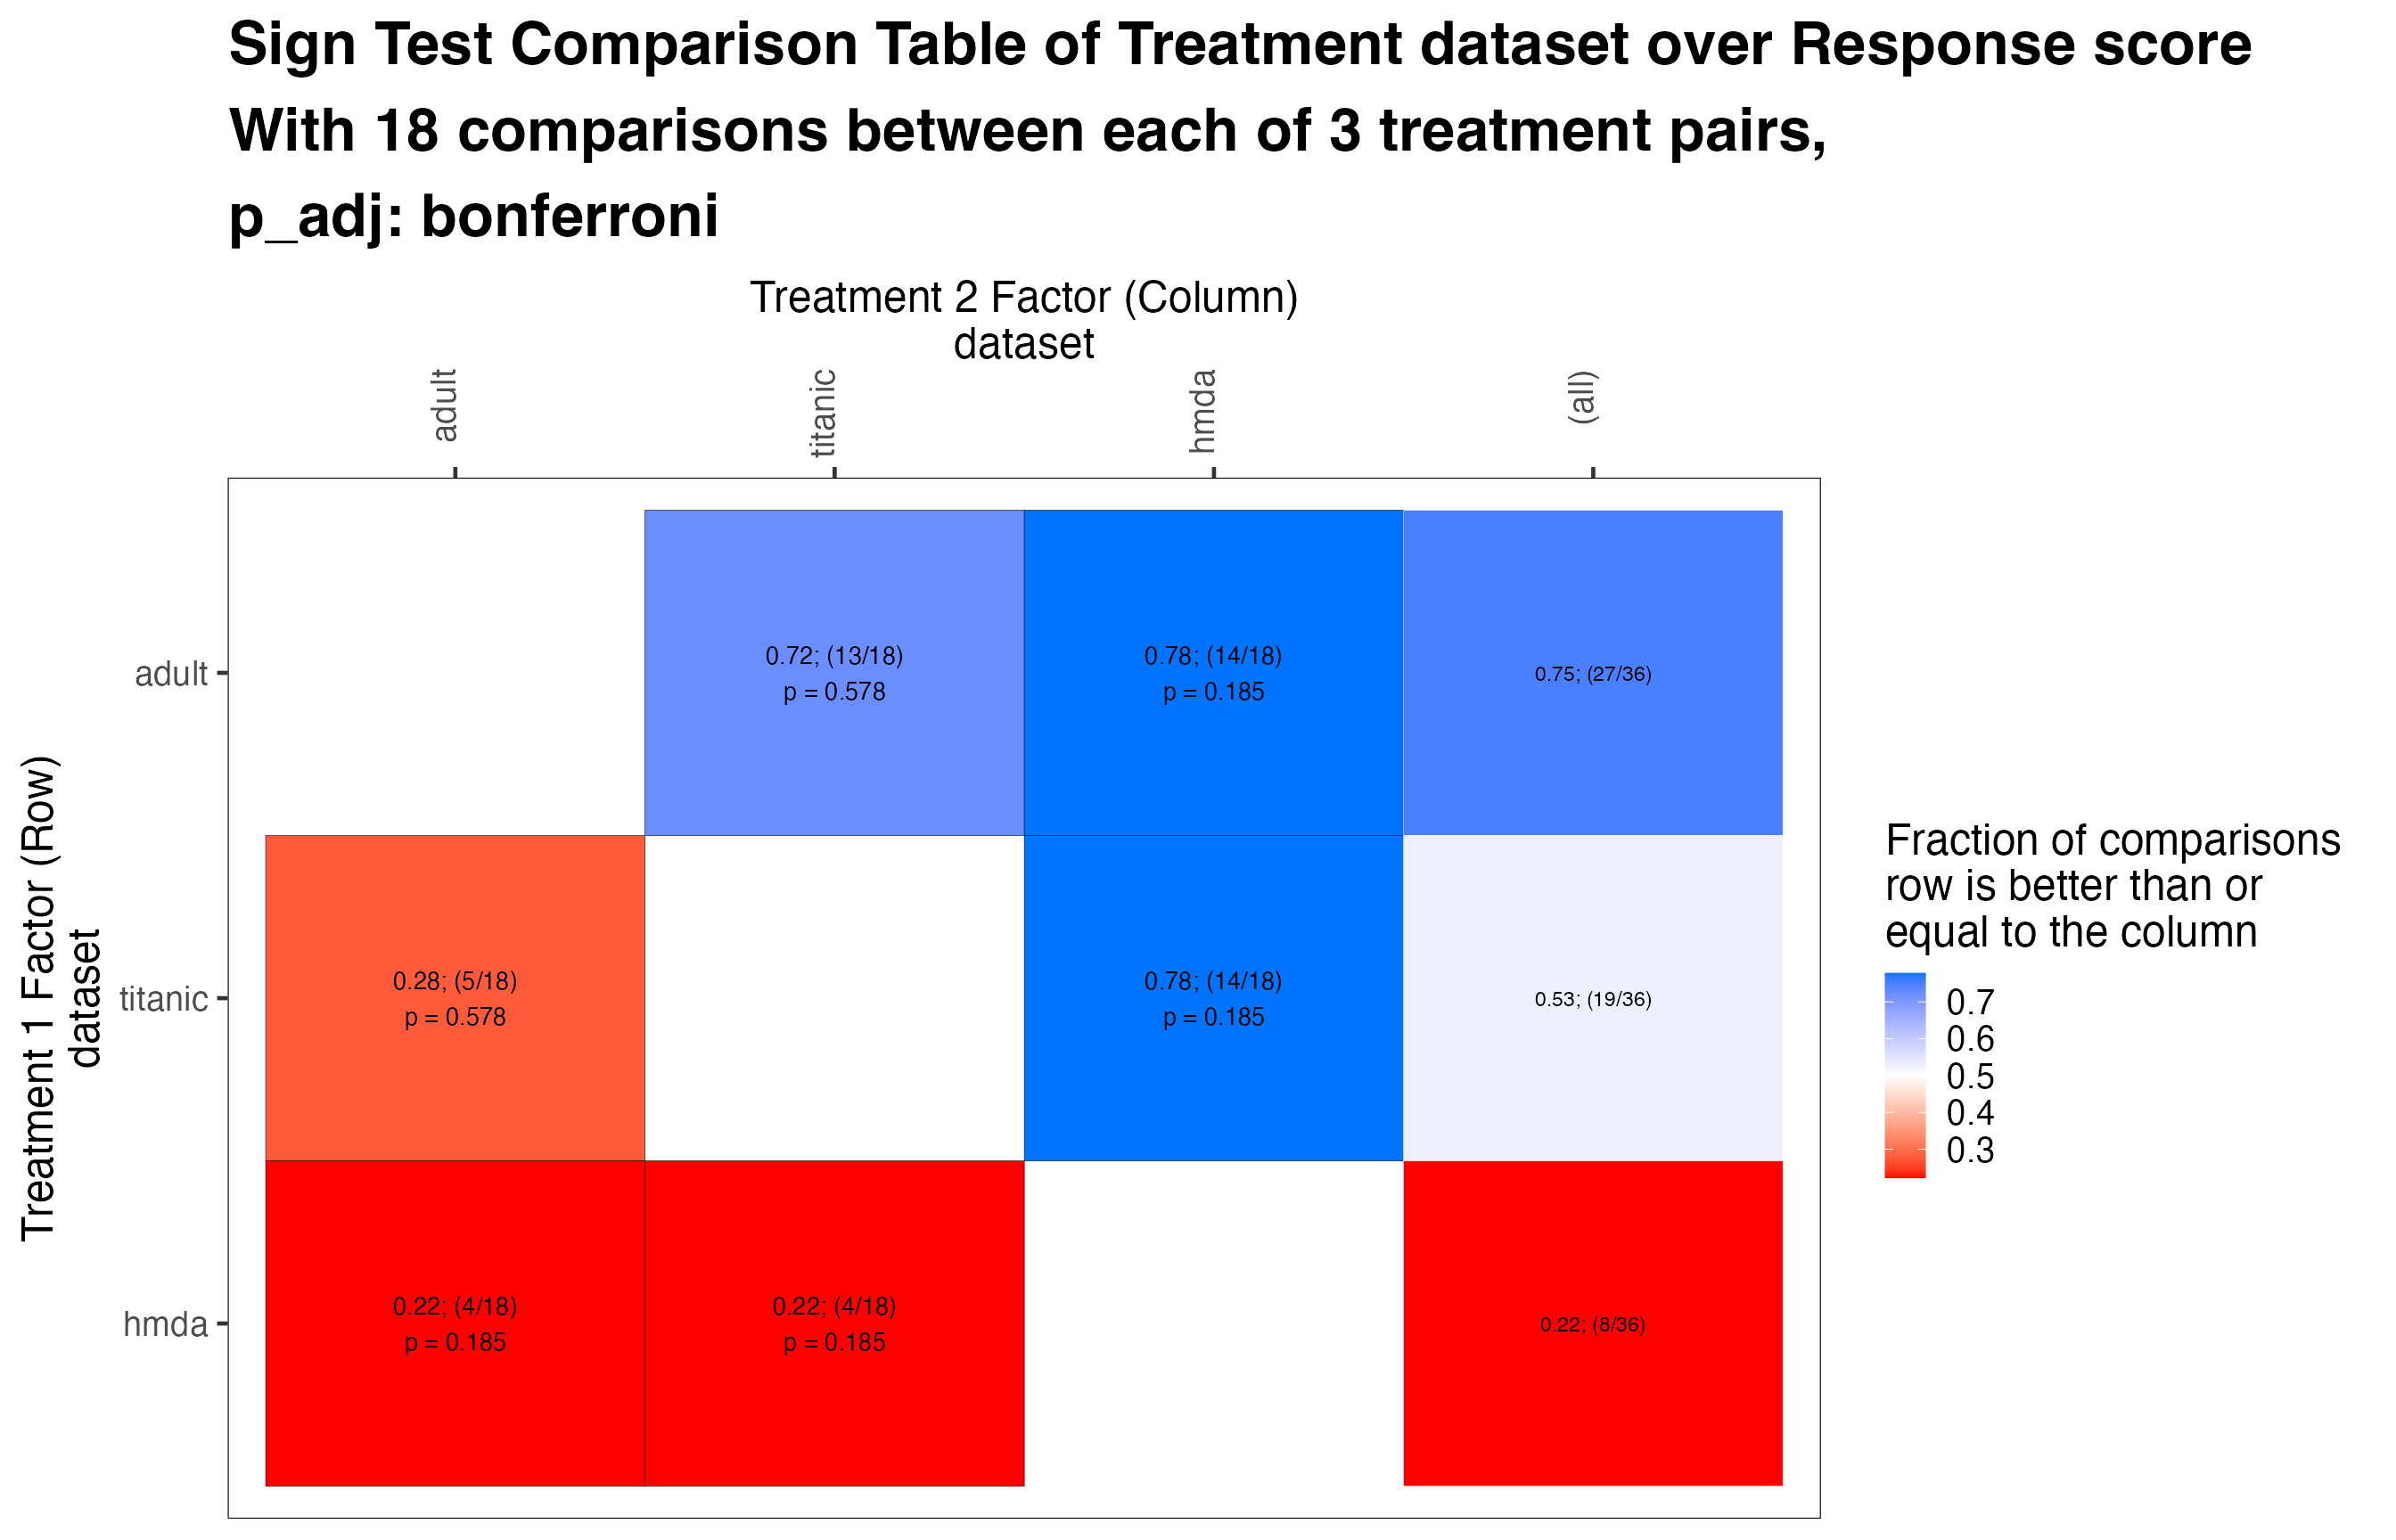 Sign Test Comparison Table of Treatment dataset over Response score
With 18 comparisons between each of 3 treatment pairs,
p_adj: bonferroni
Treatment 2 Factor (Column)
dataset
adult
titanic
hmda
(all)
Treatment 1 Factor (Row)
dataset
adult
0.72; (13/18)
p = 0.578
0.78; (14/18)
p = 0.185
0.75; (27/36)
titanic
0.28; (5/18)
p = 0.578
0.78; (14/18)
p = 0.185
0.53; (19/36)
hmda
0.22; (4/18)
p = 0.185
0.22; (4/18)
p = 0.185
0.22; (8/36)
Fraction of comparisons
row is better than or
equal to the column
0.7
0.6
0.5
0.4
0.3